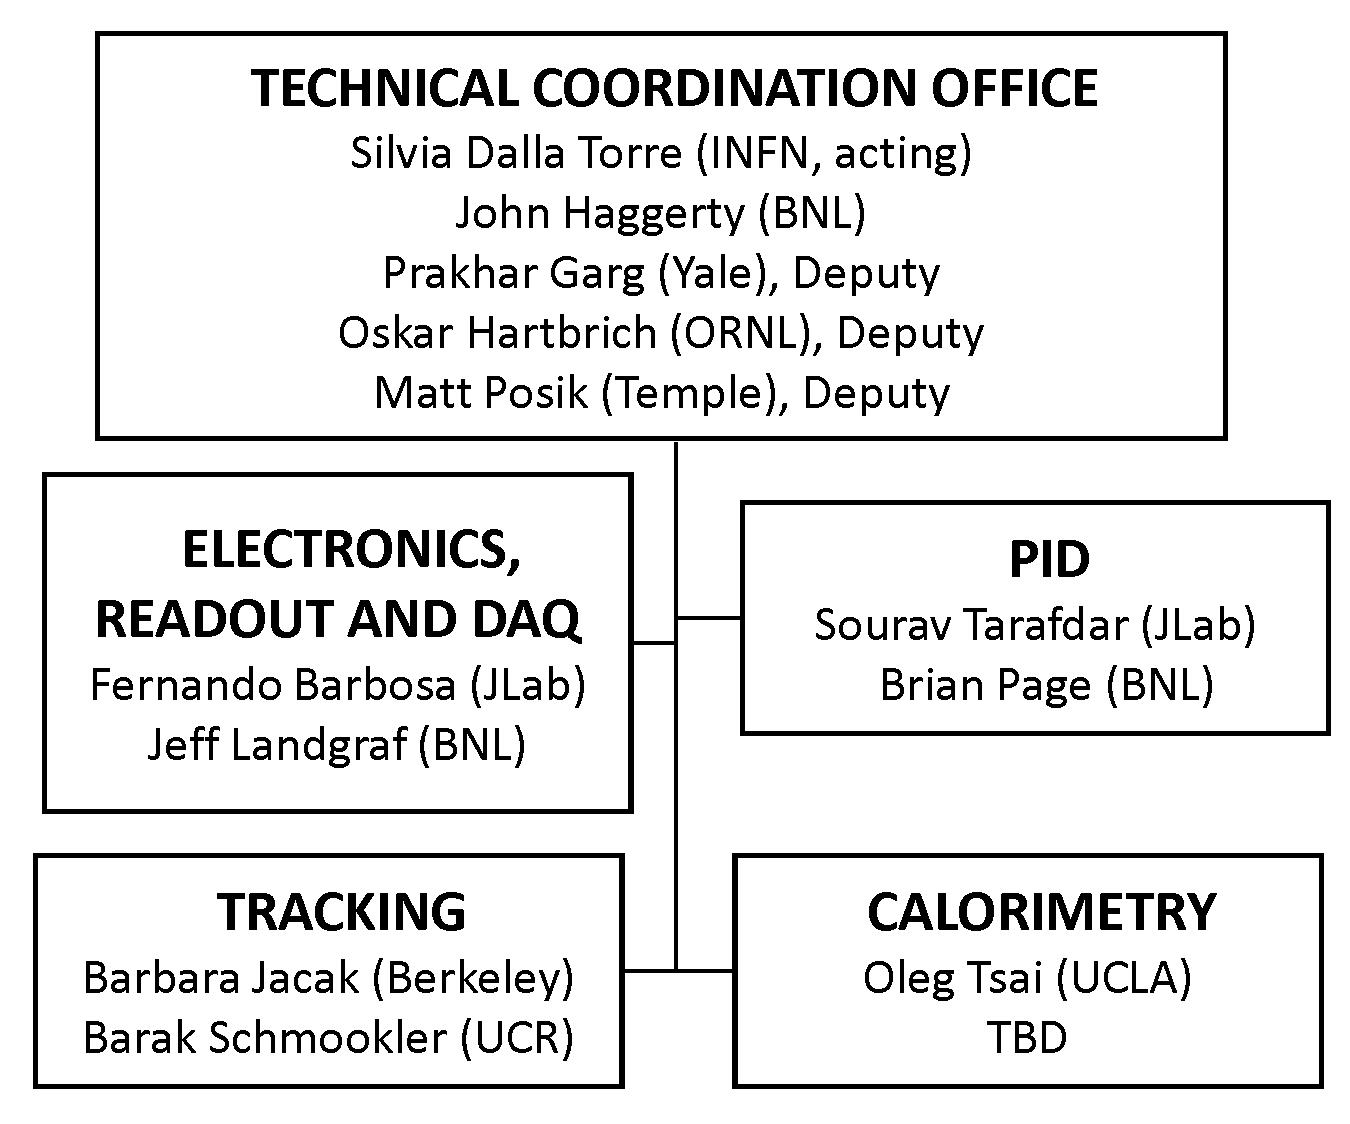 TECHNICAL COORDINATION OFFICE
Silvia Dalla Torre (INFN, acting)
John Haggerty (BNL)
Prakhar Garg (Yale), Deputy
Oskar Hartbrich (ORNL), Deputy
Matt Posik (Temple), Deputy
ELECTRONICS,
READOUT AND DAQ
Fernando Barbosa (JLab)
Jeff Landgraf (BNL)
PID
Sourav Tarafdar (JLab)
Brian Page (BNL)
TRACKING
Barbara Jacak (Berkeley)
Barak Schmookler (UCR)
CALORIMETRY
Oleg Tsai (UCLA)
TBD